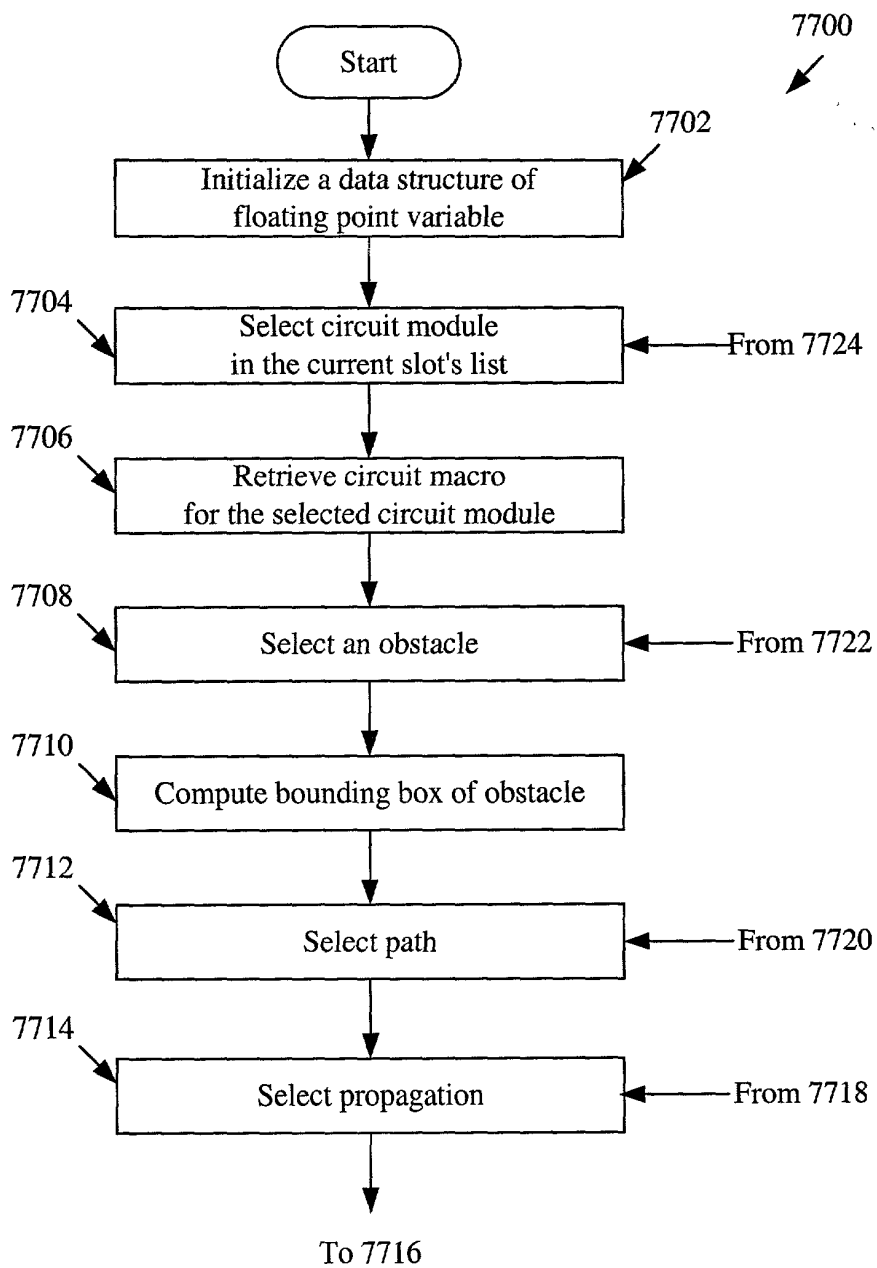 7700
Start
7702
Initialize a data structure of
floating point variable
7704
Select circuit module
in the current slot's list
From 7724
7706
Retrieve circuit macro
for the selected circuit module
7708
Select an obstacle
From 7722
7710
Compute bounding box of obstacle
7712
Select path
From 7720
7714
Select propagation
From 7718
To 7716